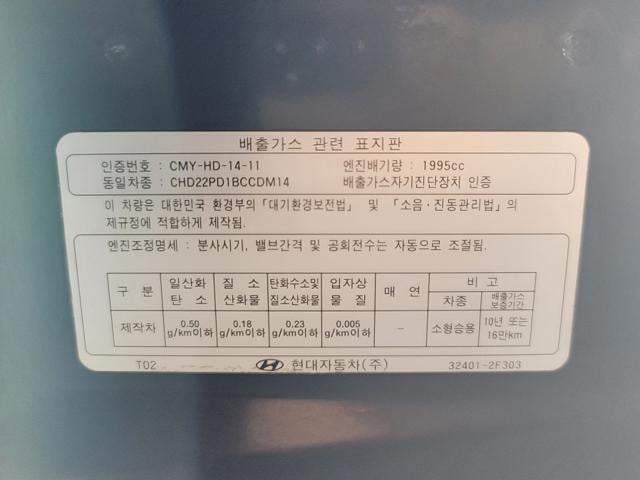 배출가스 관련 표지판
인증번호 : CMY-HD-14-11 엔진배기량 : 1995cc
동일차종 : CHD22PD1BCCDM14 배출가스자기진단장치 인증
이 차량은 대한민국 환경부의「대기환경보전법」 및 「소음·진동관리법」의
제규정에 적합하게 제작됨.
엔진조정명세 : 분사시기, 밸브간격 및 공회전수는 자동으로 조절됨.
구 분 일산화 탄 소 질 소 산화물 탄화수소및 질소산화물 입자상 물 질 매 연 비 고
차종 배출가스 보증기간
제작차 0.50 g/km이하 0.18 g/km이하 0.23 g/km이하 0.005 g/km이하 – 소형승용 10년 또는 16만km
T02 현대자동차(주) 32401-2F303